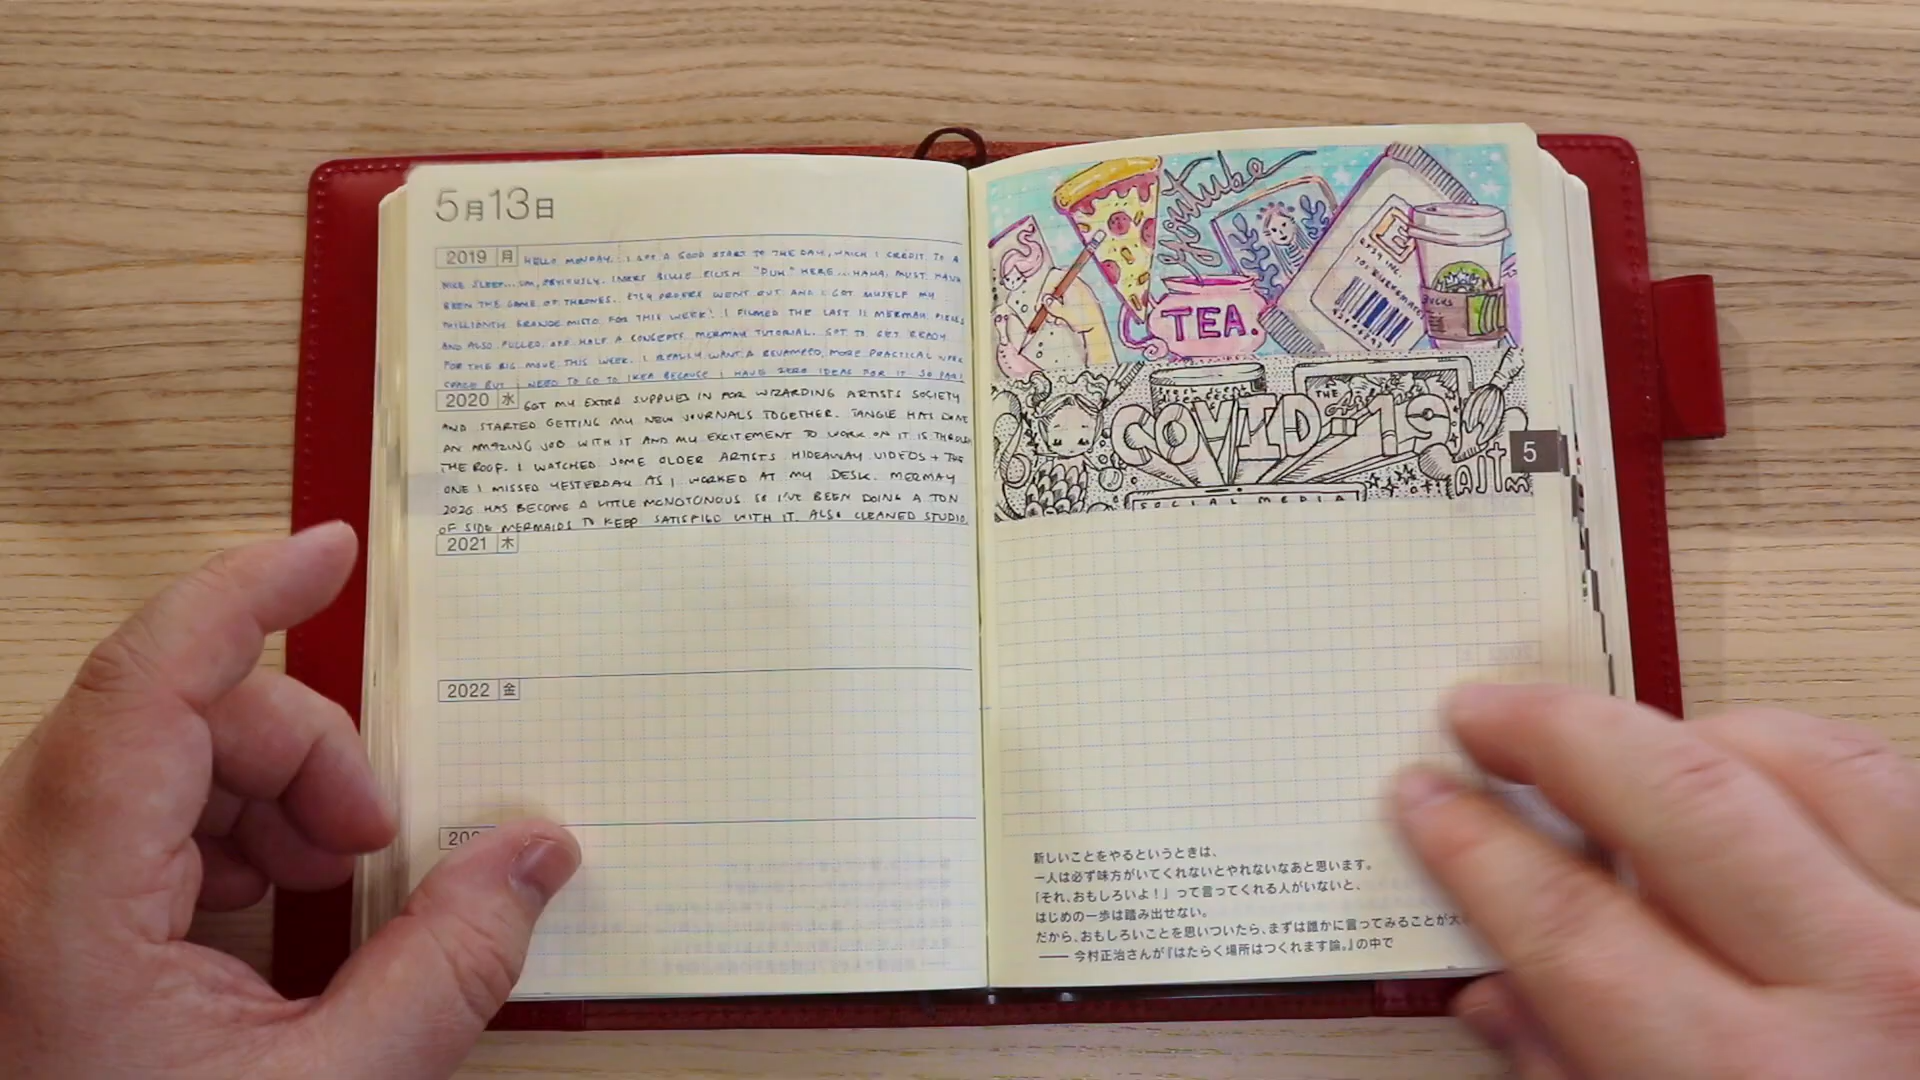 5月13日
2019 月 HELLO MONDAY. I GOT A GOOD START TO THE DAY, WHICH I CREDIT TO A
NICE SLEEP... UM, OBVIOUSLY. INSERT BILLIE EILISH "DUH" HERE... HAHA. MUST HAVE
BEEN THE GAME OF THRONES. ETSY ORDERS WENT OUT AND I GOT MYSELF MY
MILLIONTH GRANDE MISTO FOR THIS WEEK! I FILMED THE LAST 11 MERMAY PIECES
AND ALSO PULLED OFF HALF A CONCEPTS MERMAY TUTORIAL. GOT TO GET READY
FOR THE BIG MOVE THIS WEEK. I REALLY WANT A REVAMPED, MORE PRACTICAL WORK
SPACE BUT I NEED TO GO TO IKEA BECAUSE I HAVE ZERO IDEAS FOR IT SO FAR!
2020 水 GOT MY EXTRA SUPPLIES IN FOR WIZARDING ARTISTS SOCIETY
AND STARTED GETTING MY NEW JOURNALS TOGETHER. TANGIE HAS DONE
AN AMAZING JOB WITH IT AND MY EXCITEMENT TO WORK ON IT IS THROUGH
THE ROOF. I WATCHED SOME OLDER ARTISTS HIDEAWAY VIDEOS + THE
ONE I MISSED YESTERDAY AS I WORKED AT MY DESK. MERMAY
2020 HAS BECOME A LITTLE MONOTONOUS SO I'VE BEEN DOING A TON
OF SIDE MERMAIDS TO KEEP SATISFIED WITH IT. ALSO CLEANED STUDIO.
2021 木
2022 金
youtube
TEA.
ETSY INC.
BUCKS
THE
COVID-19
SOCIAL MEDIA
5
新しいことをやるというときは、
一人は必ず味方がいてくれないとやれないなあと思います。
「それ、おもしろいよ！」って言ってくれる人がいないと、
はじめの一歩は踏み出せない。
だから、おもしろいことを思いついたら、まずは誰かに言ってみることが大
—— 今村正治さんが『はたらく場所はつくれます論。』の中で